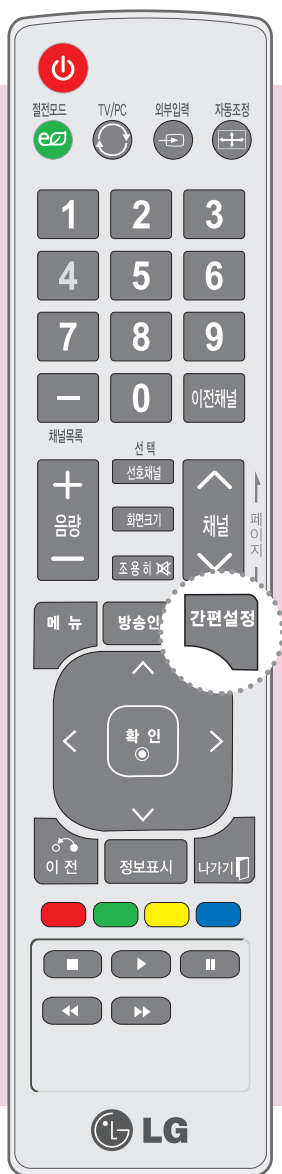 절전모드 TV/PC 외부입력 자동조정
1 2 3
4 5 6
7 8 9
0 이전채널
채널목록
선 택
선호채널
음량 화면크기 채널
페이지
조용히
메 뉴 간편설정
확 인
이 전 정보표시 나가기
LG